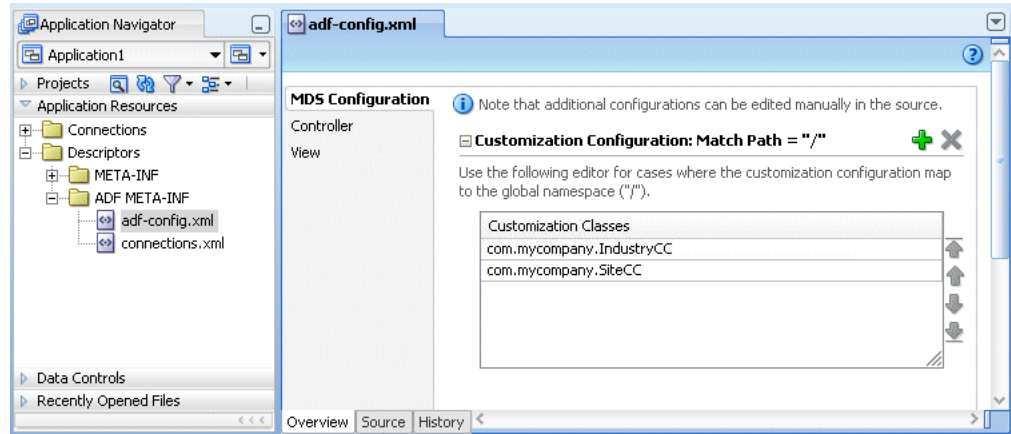 Application Navigator
Application1
Projects
Application Resources
Connections
Descriptors
META-INF
ADF META-INF
adf-config.xml
connections.xml
Data Controls
Recently Opened Files
adf-config.xml
MDS Configuration
Controller
View
Note that additional configurations can be edited manually in the source.
Customization Configuration: Match Path = "/"
Use the following editor for cases where the customization configuration map
to the global namespace ("/").
Customization Classes
com.mycompany.IndustryCC
com.mycompany.SiteCC
Overview Source History